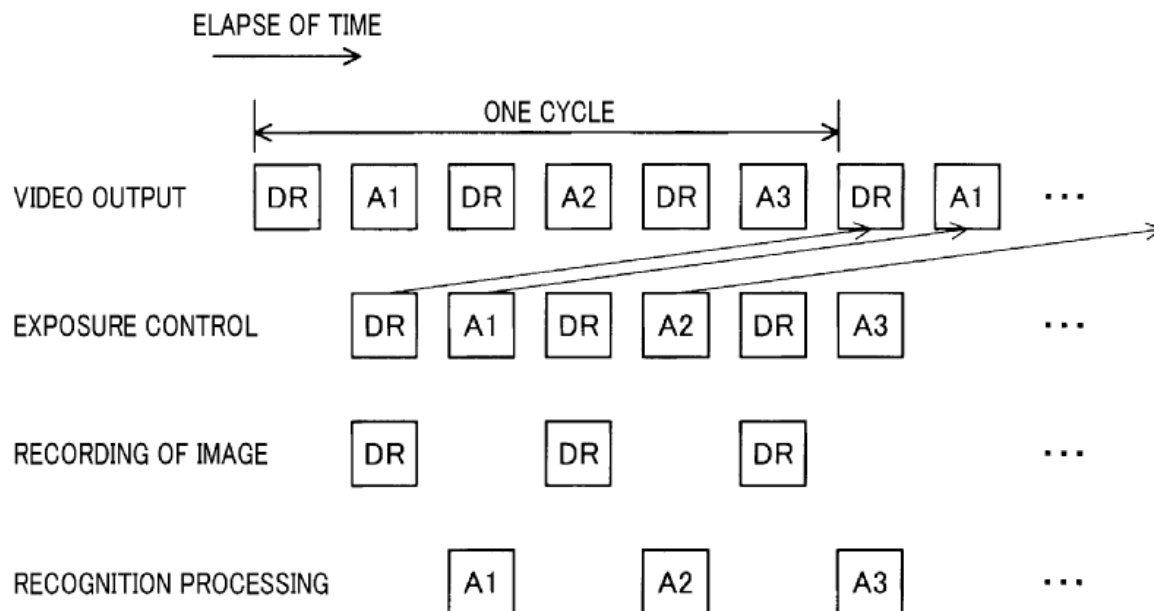 ELAPSE OF TIME
ONE CYCLE
VIDEO OUTPUT DR A1 DR A2 DR A3 DR A1 ...
EXPOSURE CONTROL DR A1 DR A2 DR A3 ...
RECORDING OF IMAGE DR DR DR ...
RECOGNITION PROCESSING A1 A2 A3 ...